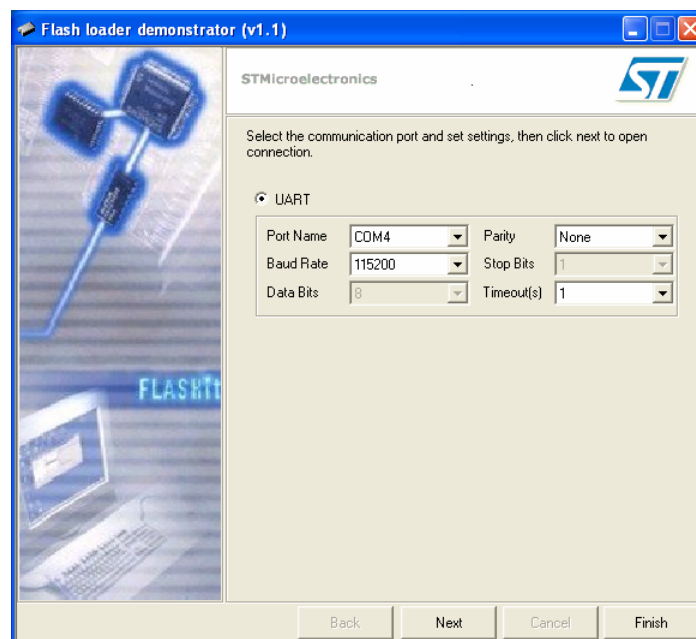 Flash loader demonstrator (v1.1)
STMicroelectronics
ST
Select the communication port and set settings, then click next to open
connection.
UART
Port Name COM4 Parity None
Baud Rate 115200 Stop Bits 1
Data Bits 8 Timeout(s) 1
FLASHit
Back Next Cancel Finish